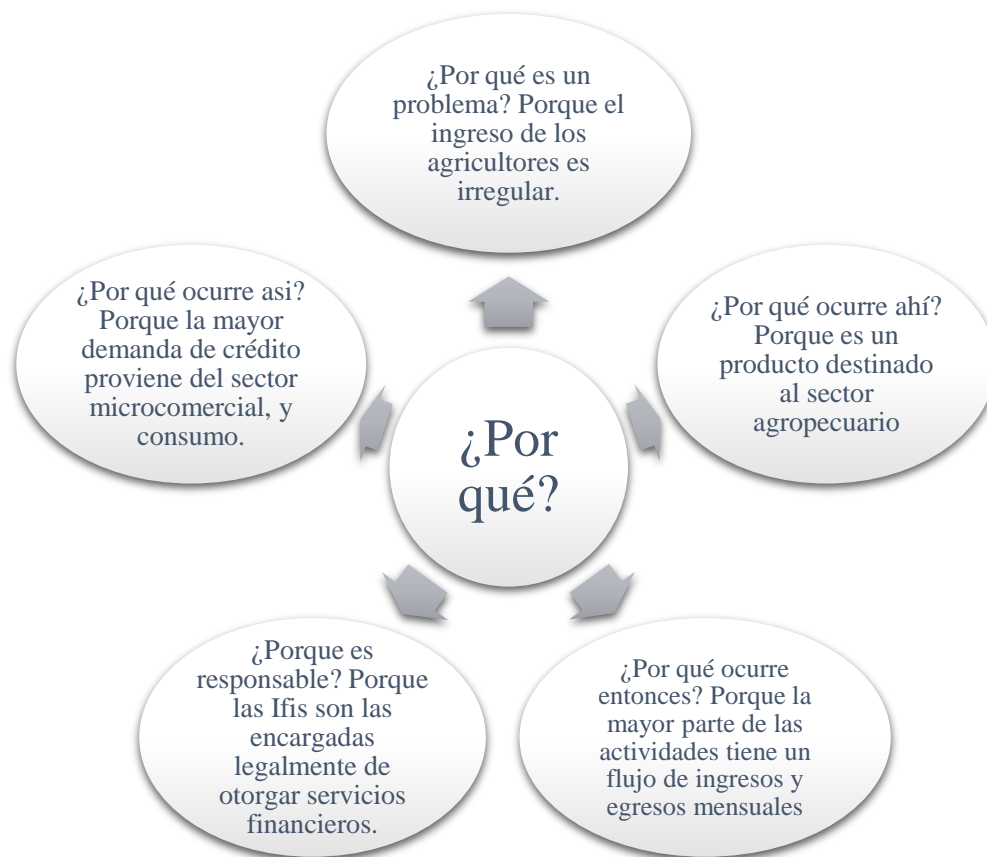 ¿Por qué es un
problema? Porque el
ingreso de los
agricultores es
irregular.
¿Por qué ocurre ahí?
Porque es un
producto destinado
al sector
agropecuario
¿Por qué ocurre
entonces? Porque la
mayor parte de las
actividades tiene un
flujo de ingresos y
egresos mensuales
¿Porque es
responsable? Porque
las Ifis son las
encargadas
legalmente de
otorgar servicios
financieros.
¿Por qué ocurre asi?
Porque la mayor
demanda de crédito
proviene del sector
microcomercial, y
consumo.
¿Por
qué?